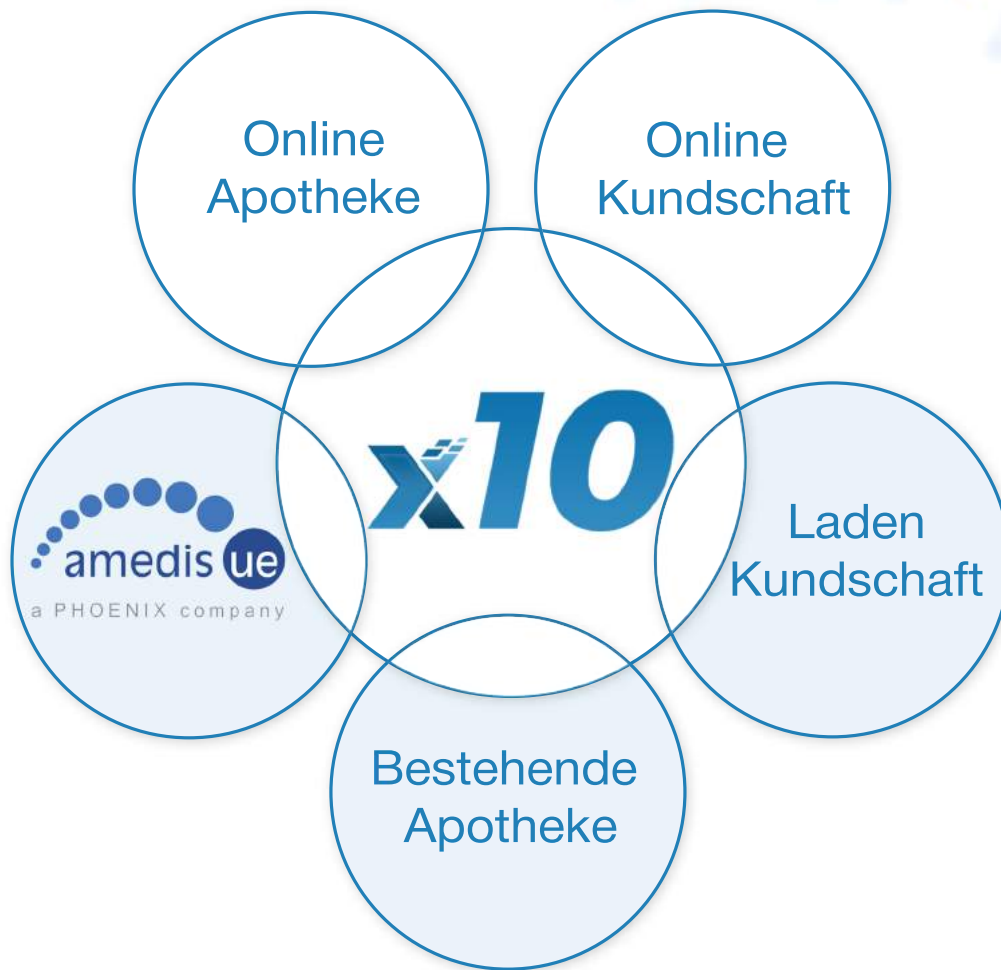 Online
Apotheke
Online
Kundschaft
x10
amedis ue
a PHOENIX company
Laden
Kundschaft
Bestehende
Apotheke